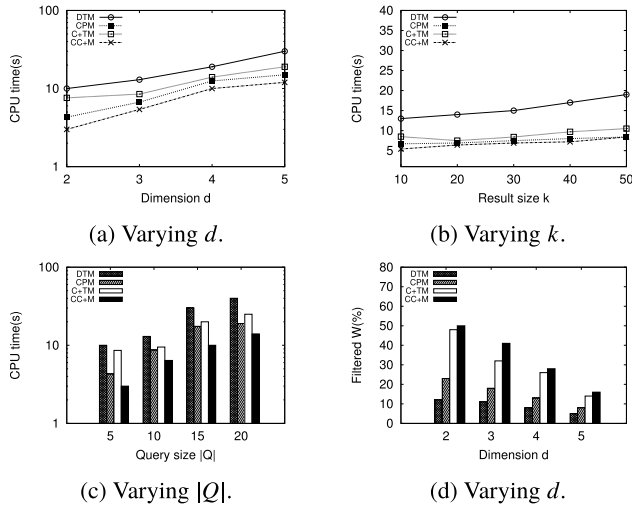 DTM
CPM
C+TM
CC+M
CPU time(s)
100
10
1
2 3 4 5
Dimension d
(a) Varying d.
DTM
CPM
C+TM
CC+M
CPU time(s)
40
35
30
25
20
15
10
5
10 20 30 40 50
Result size k
(b) Varying k.
DTM
CPM
C+TM
CC+M
CPU time(s)
100
10
1
5 10 15 20
Query size |Q|
(c) Varying |Q|.
DTM
CPM
C+TM
CC+M
Filtered W(%)
80
70
60
50
40
30
20
10
0
2 3 4 5
Dimension d
(d) Varying d.